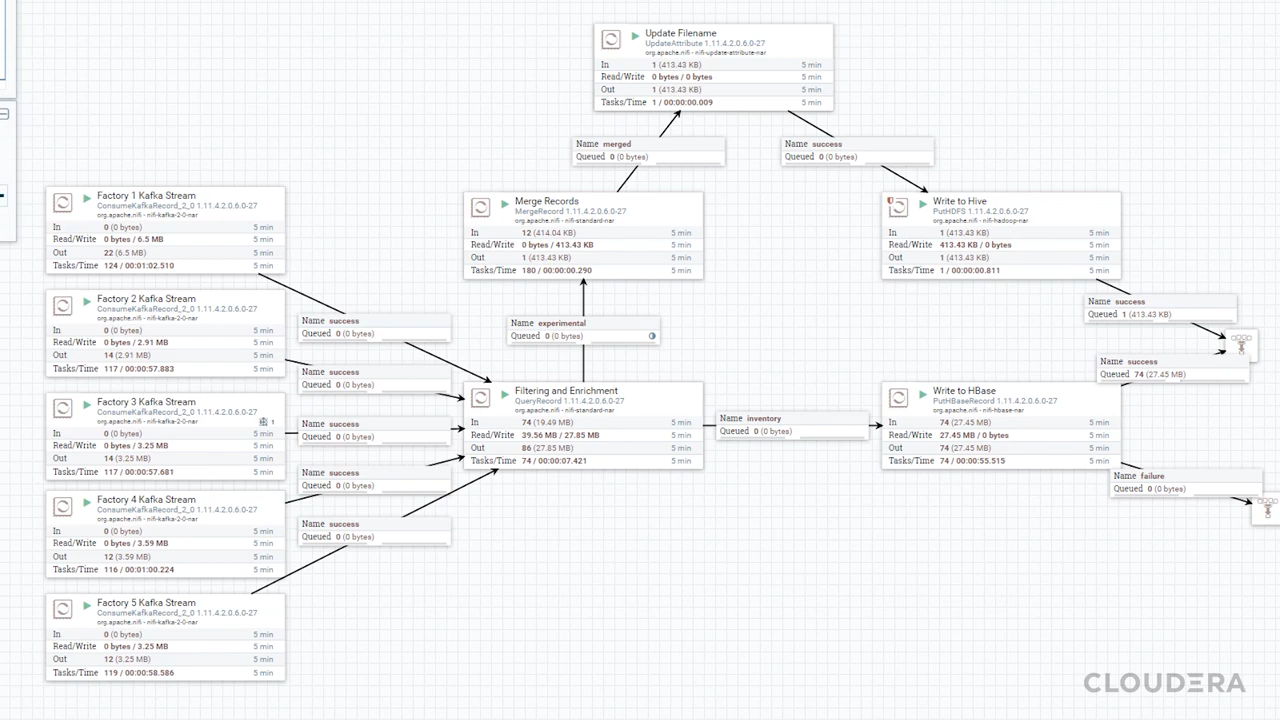 Update Filename
UpdateAttribute 1.11.4.2.0.6.0-27
org.apache.nifi - nifi-update-attribute-nar
In 1 (413.43 KB) 5 min
Read/Write 0 bytes / 0 bytes 5 min
Out 1 (413.43 KB) 5 min
Tasks/Time 1 / 00:00:00.009 5 min
Name merged
Queued 0 (0 bytes)
Name success
Queued 0 (0 bytes)
Factory 1 Kafka Stream
ConsumeKafkaRecord_2_0 1.11.4.2.0.6.0-27
org.apache.nifi - nifi-kafka-2-0-nar
In 0 (0 bytes) 5 min
Read/Write 0 bytes / 6.5 MB 5 min
Out 22 (6.5 MB) 5 min
Tasks/Time 124 / 00:01:02.510 5 min
Merge Records
MergeRecord 1.11.4.2.0.6.0-27
org.apache.nifi - nifi-standard-nar
In 12 (414.04 KB) 5 min
Read/Write 0 bytes / 413.43 KB 5 min
Out 1 (413.43 KB) 5 min
Tasks/Time 180 / 00:00:00.290 5 min
Write to Hive
PutHDFS 1.11.4.2.0.6.0-27
org.apache.nifi - nifi-hadoop-nar
In 1 (413.43 KB) 5 min
Read/Write 413.43 KB / 0 bytes 5 min
Out 1 (413.43 KB) 5 min
Tasks/Time 1 / 00:00:00.811 5 min
Factory 2 Kafka Stream
ConsumeKafkaRecord_2_0 1.11.4.2.0.6.0-27
org.apache.nifi - nifi-kafka-2-0-nar
In 0 (0 bytes) 5 min
Read/Write 0 bytes / 2.91 MB 5 min
Out 14 (2.91 MB) 5 min
Tasks/Time 117 / 00:00:57.883 5 min
Name success
Queued 0 (0 bytes)
Name experimental
Queued 0 (0 bytes)
Name success
Queued 1 (413.43 KB)
Name success
Queued 0 (0 bytes)
Name success
Queued 74 (27.45 MB)
Factory 3 Kafka Stream
ConsumeKafkaRecord_2_0 1.11.4.2.0.6.0-27
org.apache.nifi - nifi-kafka-2-0-nar
1
In 0 (0 bytes) 5 min
Read/Write 0 bytes / 3.25 MB 5 min
Out 14 (3.25 MB) 5 min
Tasks/Time 117 / 00:00:57.681 5 min
Name success
Queued 0 (0 bytes)
Filtering and Enrichment
QueryRecord 1.11.4.2.0.6.0-27
org.apache.nifi - nifi-standard-nar
In 74 (19.49 MB) 5 min
Read/Write 39.56 MB / 27.85 MB 5 min
Out 86 (27.85 MB) 5 min
Tasks/Time 74 / 00:00:07.421 5 min
Name inventory
Queued 0 (0 bytes)
Write to HBase
PutHBaseRecord 1.11.4.2.0.6.0-27
org.apache.nifi - nifi-hbase-nar
In 74 (27.45 MB) 5 min
Read/Write 27.45 MB / 0 bytes 5 min
Out 74 (27.45 MB) 5 min
Tasks/Time 74 / 00:00:55.515 5 min
Name success
Queued 0 (0 bytes)
Name failure
Queued 0 (0 bytes)
Factory 4 Kafka Stream
ConsumeKafkaRecord_2_0 1.11.4.2.0.6.0-27
org.apache.nifi - nifi-kafka-2-0-nar
In 0 (0 bytes) 5 min
Read/Write 0 bytes / 3.59 MB 5 min
Out 12 (3.59 MB) 5 min
Tasks/Time 116 / 00:01:00.224 5 min
Name success
Queued 0 (0 bytes)
Factory 5 Kafka Stream
ConsumeKafkaRecord_2_0 1.11.4.2.0.6.0-27
org.apache.nifi - nifi-kafka-2-0-nar
In 0 (0 bytes) 5 min
Read/Write 0 bytes / 3.25 MB 5 min
Out 12 (3.25 MB) 5 min
Tasks/Time 119 / 00:00:58.586 5 min
CLOUDERA